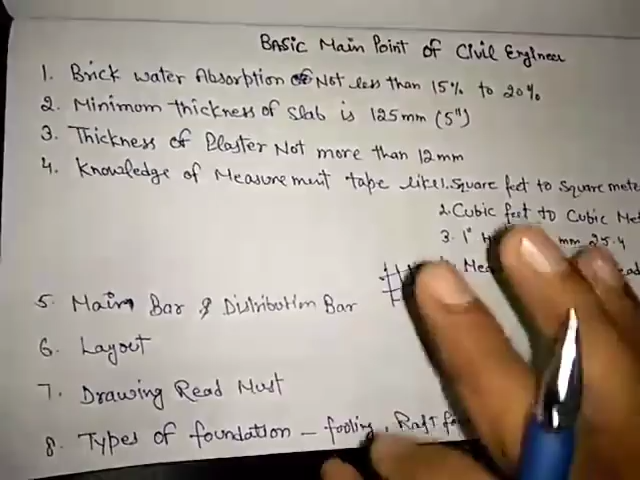 Basic Main Point of Civil Engineer
1. Brick water Absorption Not less than 15% to 20%
2. Minimum thickness of slab is 125mm (5")
3. Thickness of Plaster Not more than 12mm
4. Knowledge of Measurement tape like 1. Square feet to Square mete
2. Cubic feet to Cubic Met
3. 1" mm 25.4
Mea ead
5. Main Bar & Distribution Bar
6. Layout
7. Drawing Read Must
8. Types of foundation - footing, Raft fo